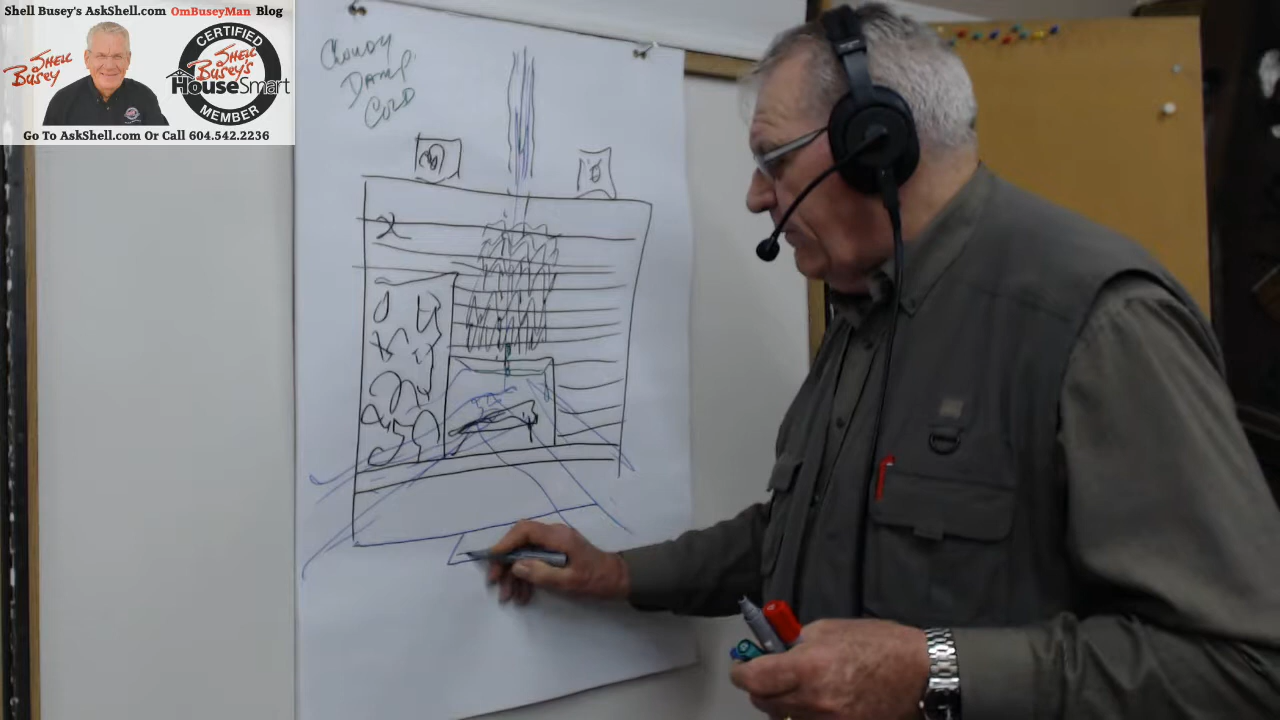 Shell Busey's AskShell.com OmBuseyMan Blog
SHELL
BUSEY
CERTIFIED
SHELL
BUSEY'S
HouseSmart
MEMBER
Go To AskShell.com Or Call 604.542.2236
Cloudy
Damp
Cold